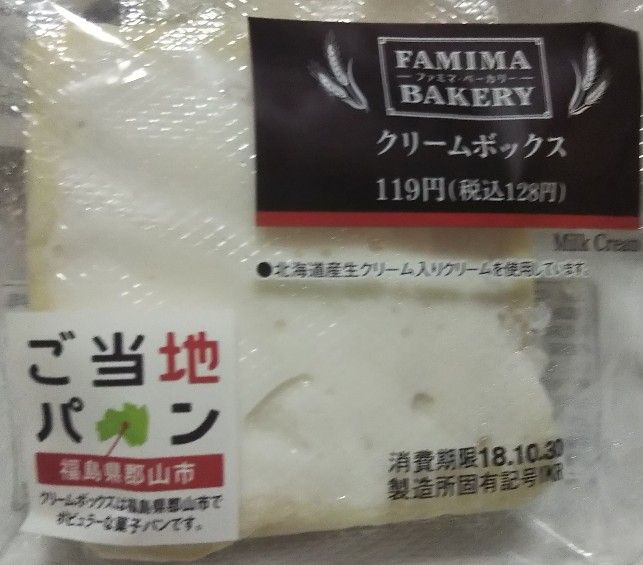 FAMIMA
ファミマ・ベーカリー
BAKERY
クリームボックス
119円(税込128円)
Milk Cream
●北海道産生クリーム入りクリームを使用しています。
ご当地
パン
福島県郡山市
クリームボックスは福島県郡山市で
ポピュラーな菓子パンです。
消費期限18.10.30
製造所固有記号YKR